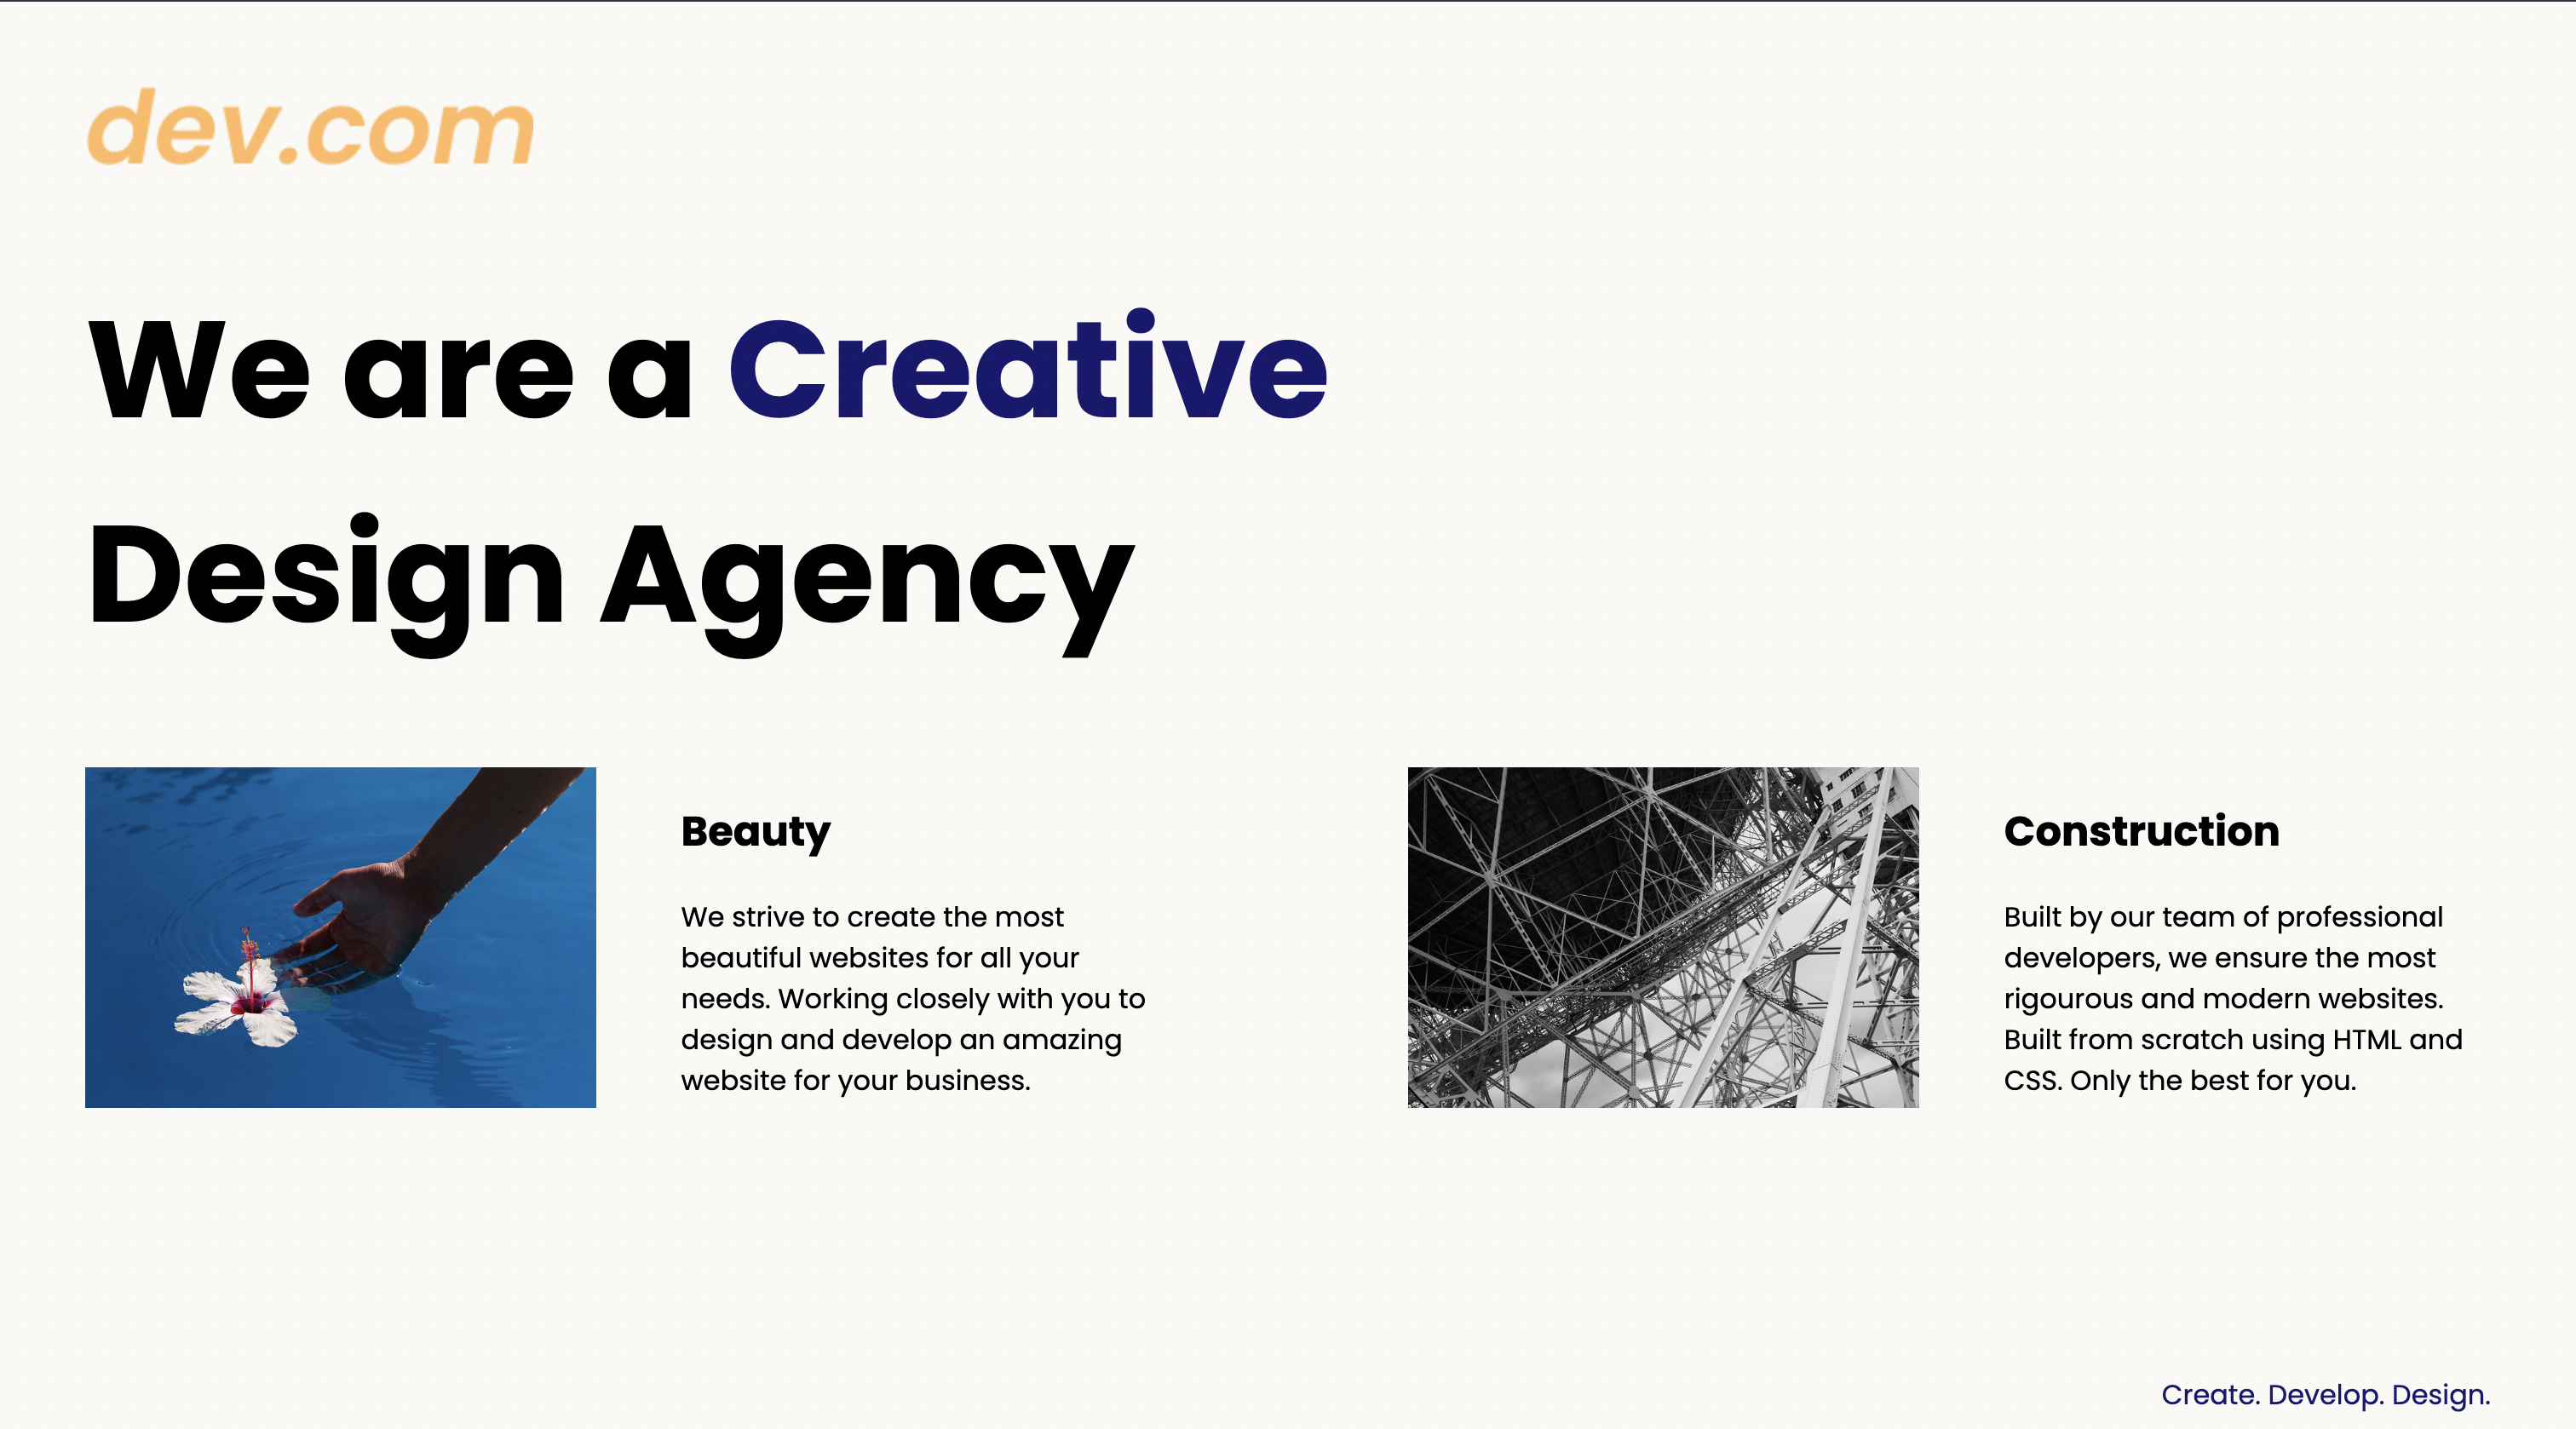 dev.com
We are a Creative
Design Agency
Beauty
We strive to create the most
beautiful websites for all your
needs. Working closely with you to
design and develop an amazing
website for your business.
Construction
Built by our team of professional
developers, we ensure the most
rigourous and modern websites.
Built from scratch using HTML and
CSS. Only the best for you.
Create. Develop. Design.